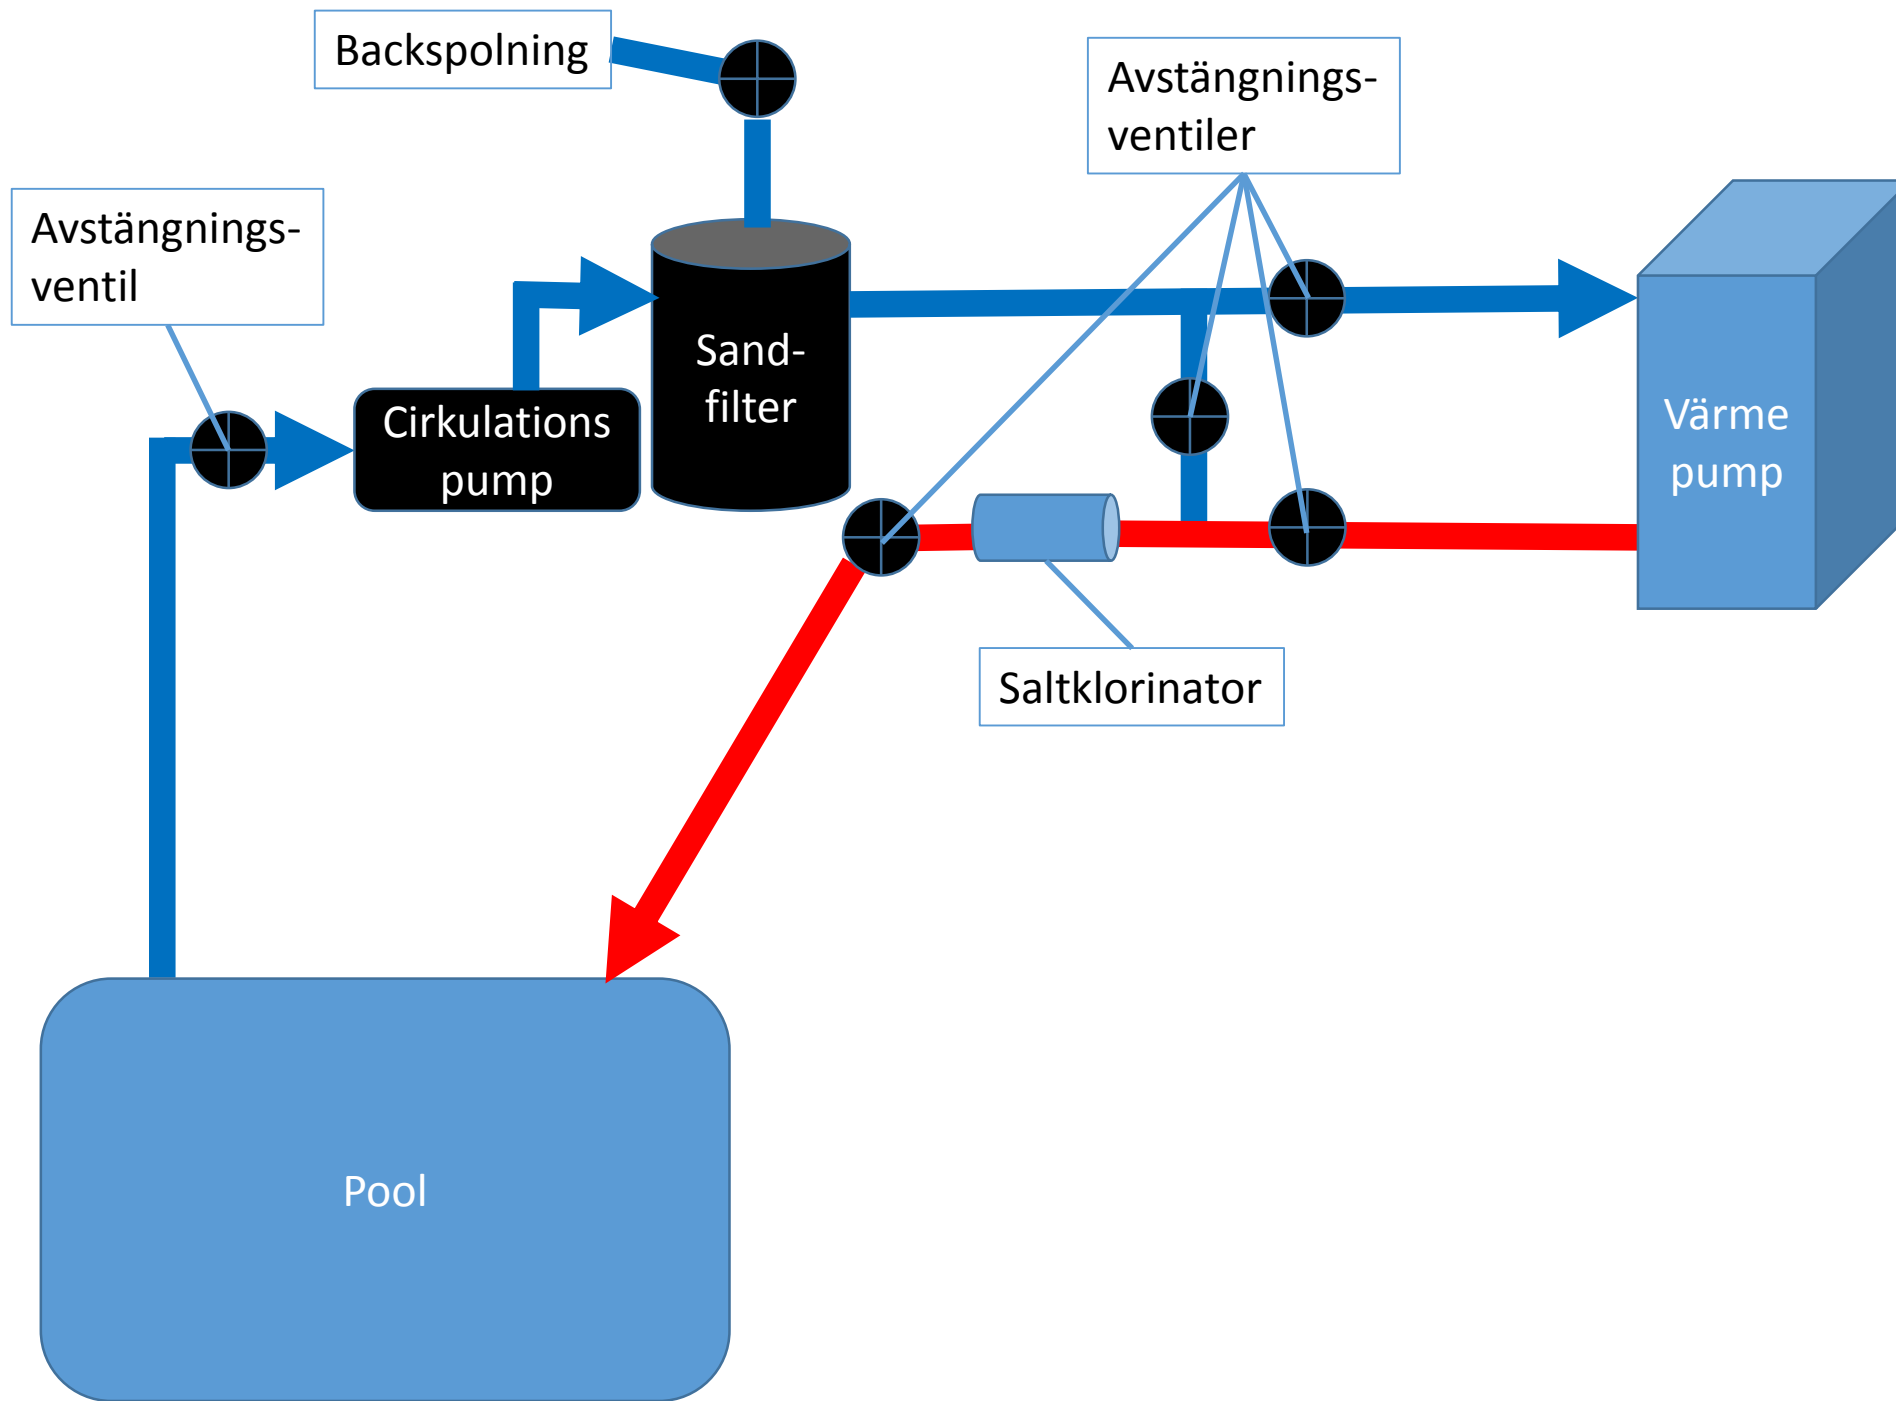 Backspolning
Avstängnings-
ventiler
Avstängnings-
ventil
Sand-
filter
Cirkulations
pump
Värme
pump
Saltklorinator
Pool